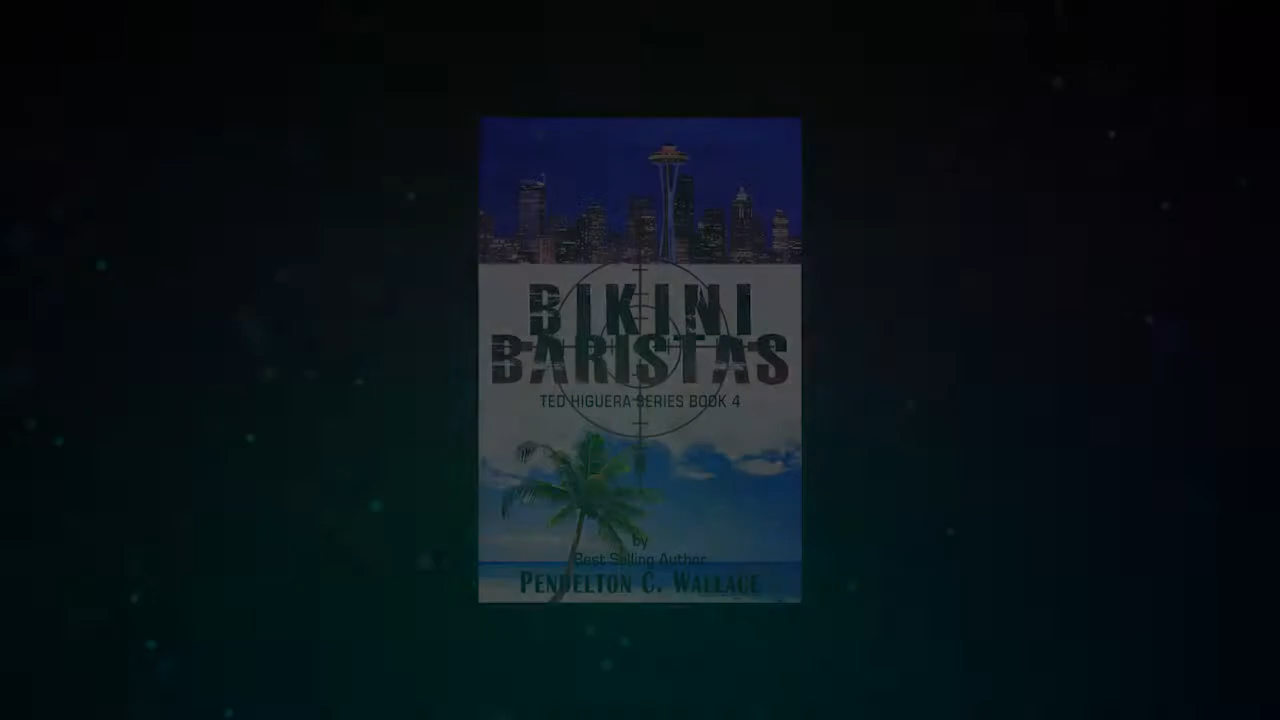 BIKINI
BARISTAS
TED HIGUERA SERIES BOOK 4
by
Best Selling Author
PENDELTON C. WALLACE